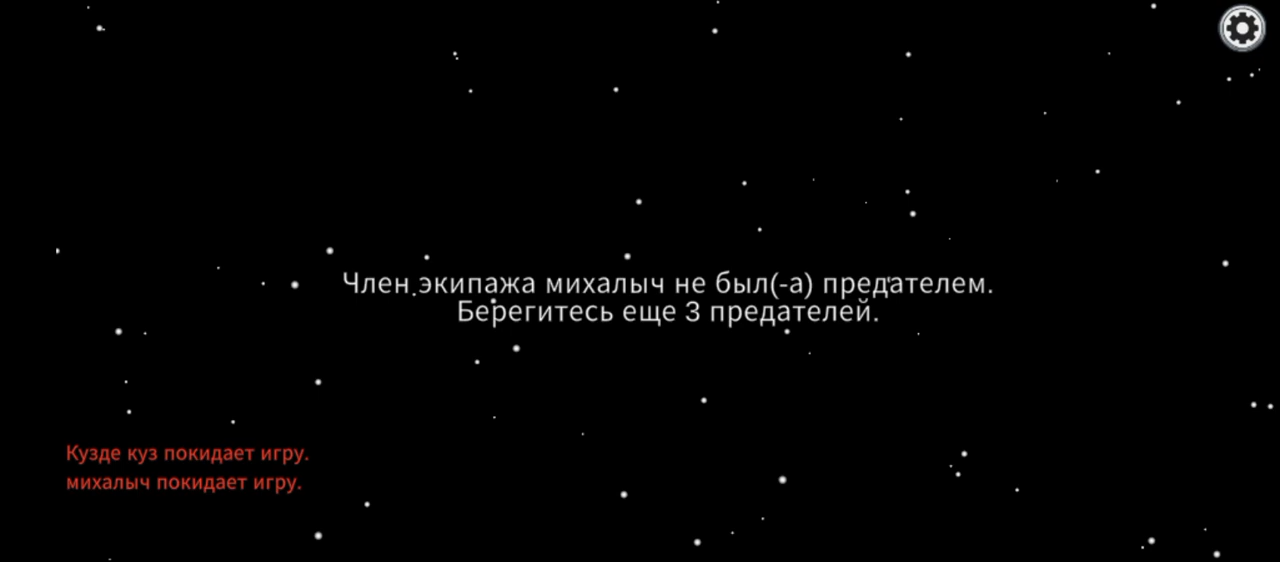 Член экипажа михалыч не был(-а) предателем.
Берегитесь еще 3 предателей.
Кузде куз покидает игру.
михалыч покидает игру.